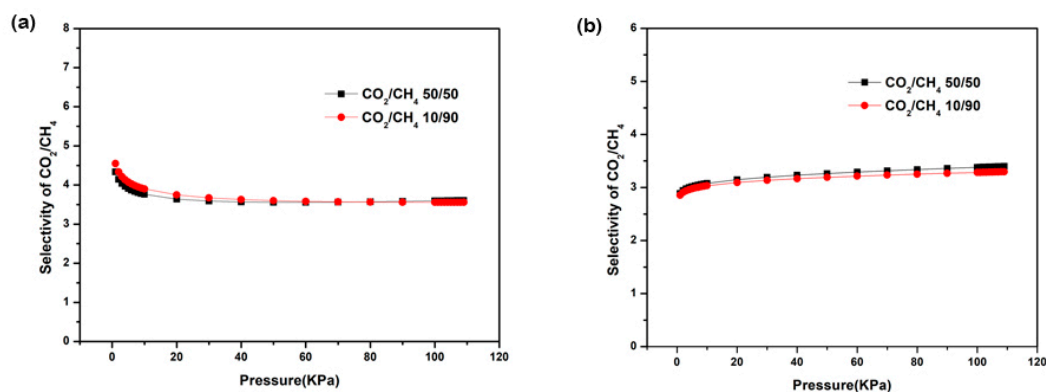 (a)
8
7
6
5
4
3
2
1
0
Selectivity of CO₂/CH₄
CO₂/CH₄ 50/50
CO₂/CH₄ 10/90
0 20 40 60 80 100 120
Pressure(KPa)
(b)
6
5
4
3
2
1
0
Selectivity of CO₂/CH₄
CO₂/CH₄ 50/50
CO₂/CH₄ 10/90
0 20 40 60 80 100 120
Pressure(KPa)